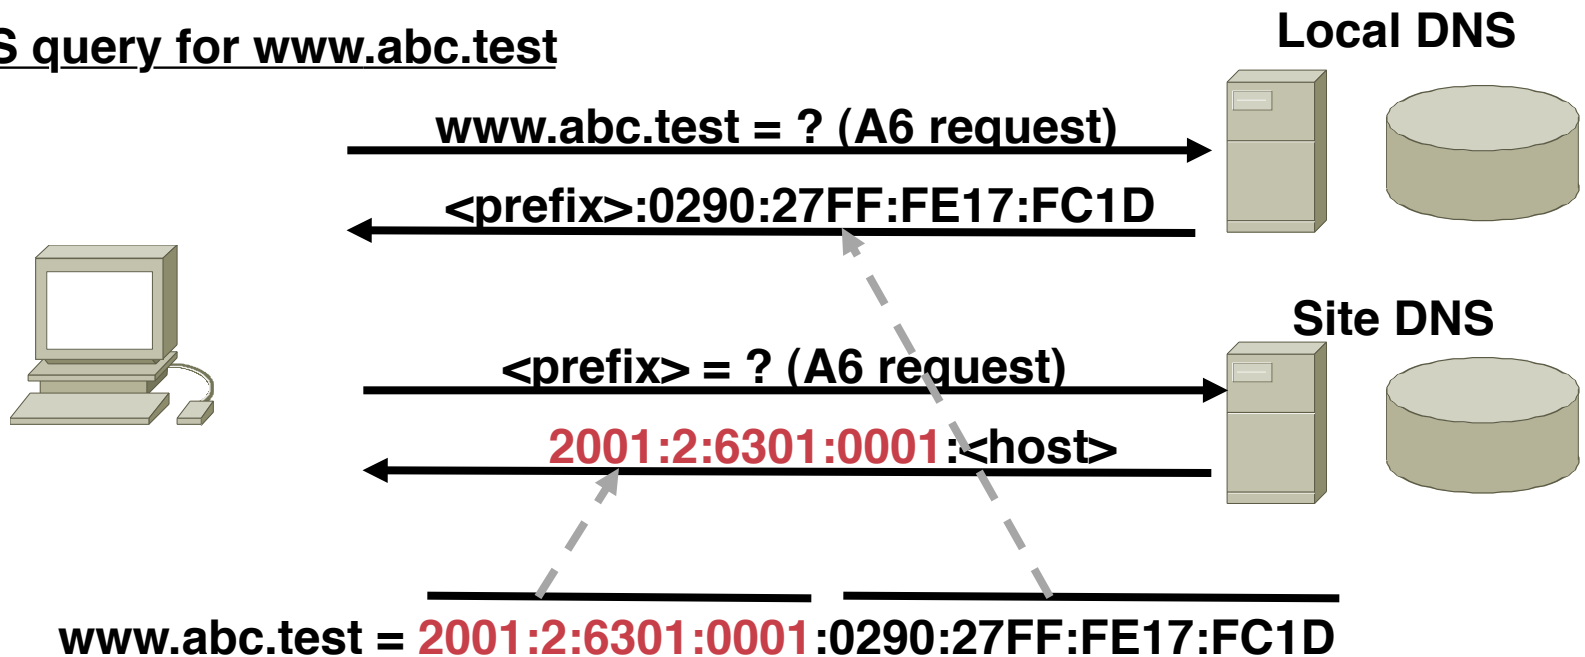 S query for www.abc.test
Local DNS
www.abc.test = ? (A6 request)
<prefix>:0290:27FF:FE17:FC1D
Site DNS
<prefix> = ? (A6 request)
2001:2:6301:0001:<host>
www.abc.test = 2001:2:6301:0001:0290:27FF:FE17:FC1D